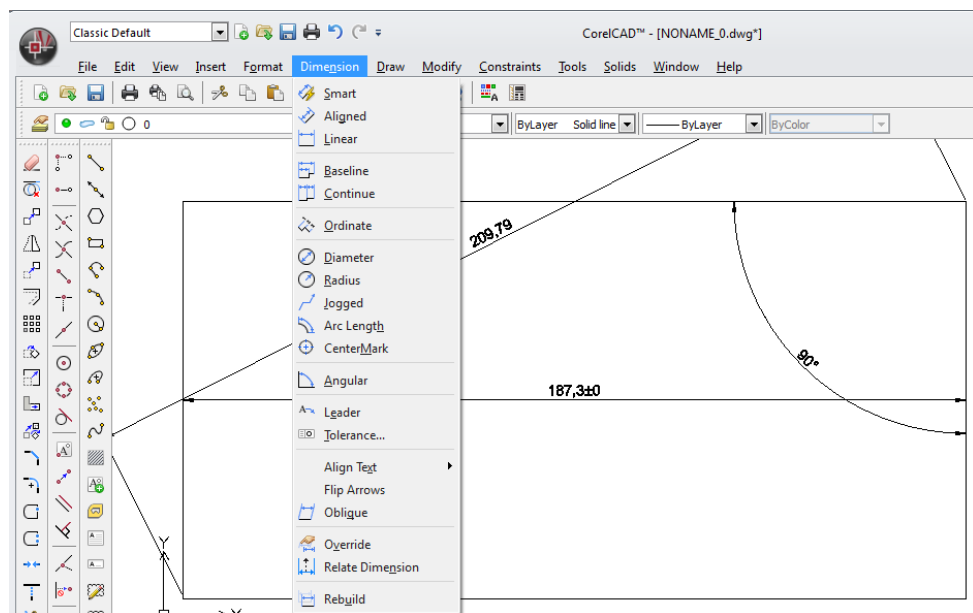 Classic Default
CorelCAD™ - [NONAME_0.dwg*]
File Edit View Insert Format Dimension Draw Modify Constraints Tools Solids Window Help
0
ByLayer Solid line
ByLayer
ByColor
Smart
Aligned
Linear
Baseline
Continue
Ordinate
Diameter
Radius
Jogged
Arc Length
CenterMark
Angular
Leader
Tolerance...
Align Text
Flip Arrows
Oblique
Override
Relate Dimension
Rebuild
209,79
90°
187,3±0
Y
X